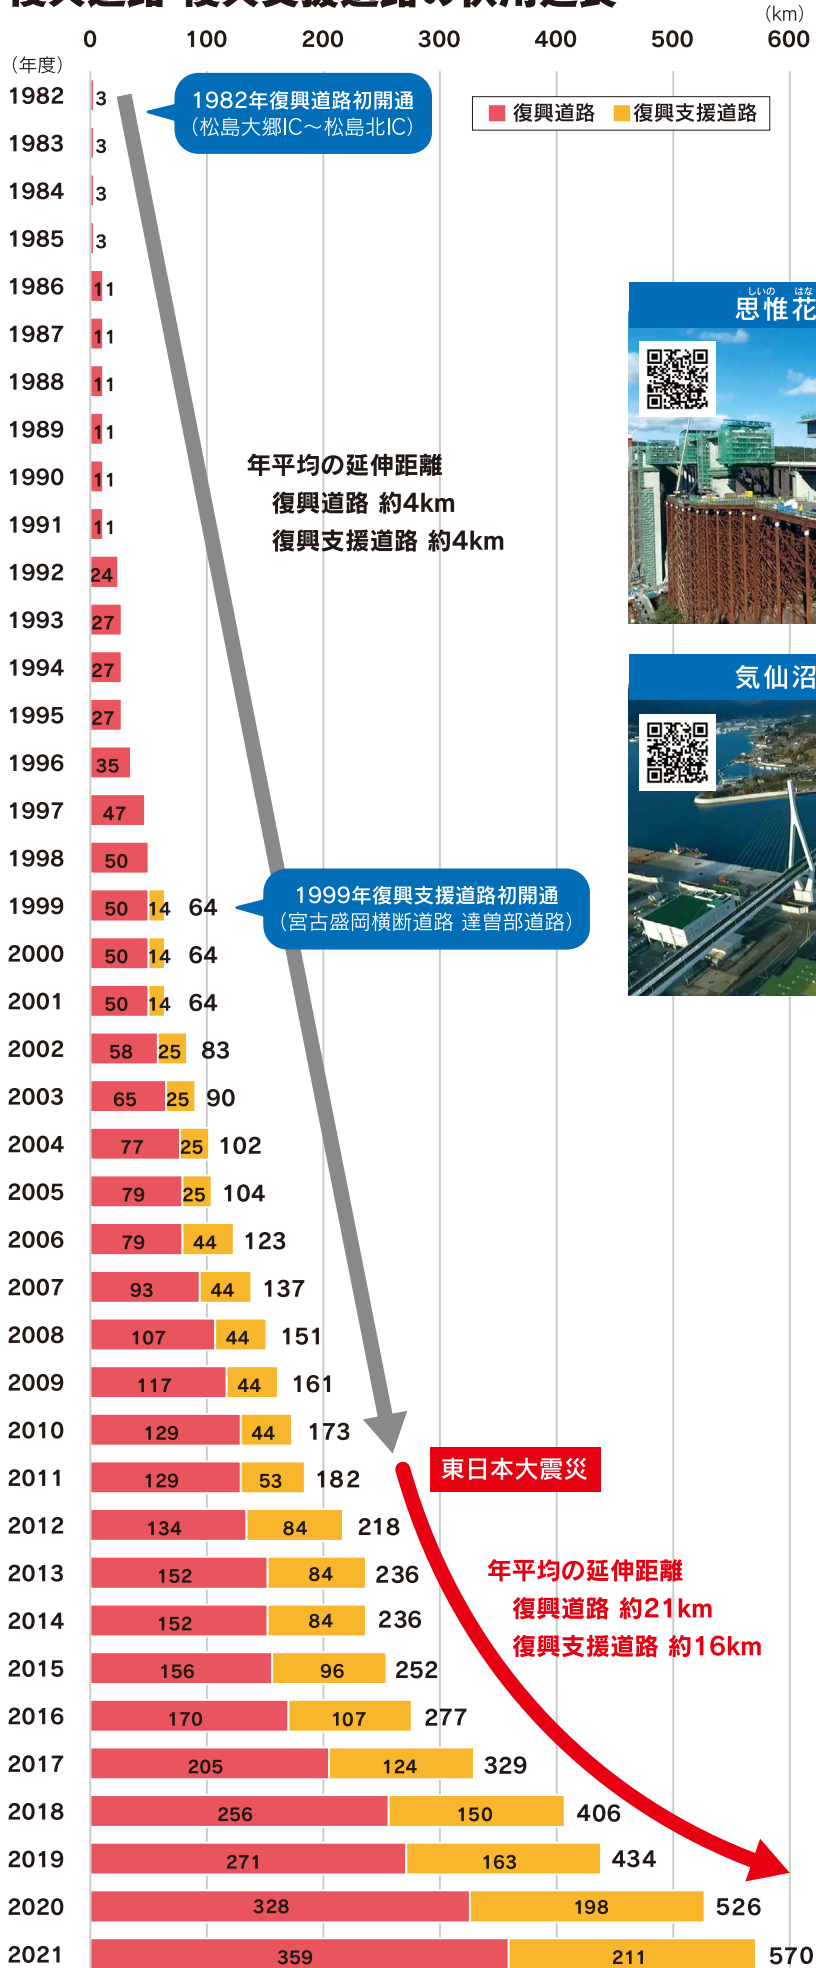 (km)
0 100 200 300 400 500 600
(年度)
1982 3
1982年復興道路初開通
(松島大郷IC～松島北IC)
復興道路 復興支援道路
1983 3
1984 3
1985 3
1986 11
思惟花
しいの はな
1987 11
1988 11
1989 11
年平均の延伸距離
復興道路 約4km
復興支援道路 約4km
1990 11
1991 11
1992 24
1993 27
1994 27
気仙沼
1995 27
1996 35
1997 47
1998 50
1999 50 14 64
1999年復興支援道路初開通
(宮古盛岡横断道路 達曽部道路)
2000 50 14 64
2001 50 14 64
2002 58 25 83
2003 65 25 90
2004 77 25 102
2005 79 25 104
2006 79 44 123
2007 93 44 137
2008 107 44 151
2009 117 44 161
2010 129 44 173
2011 129 53 182
東日本大震災
2012 134 84 218
2013 152 84 236
年平均の延伸距離
復興道路 約21km
復興支援道路 約16km
2014 152 84 236
2015 156 96 252
2016 170 107 277
2017 205 124 329
2018 256 150 406
2019 271 163 434
2020 328 198 526
2021 359 211 570